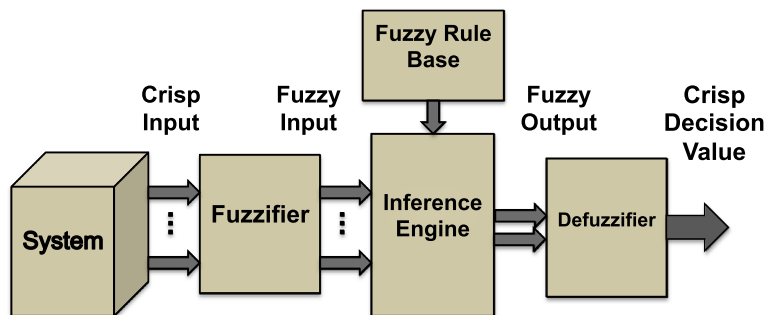 Fuzzy Rule
Base
Crisp
Input
Fuzzy
Input
Fuzzy
Output
Crisp
Decision
Value
System
Fuzzifier
Inference
Engine
Defuzzifier